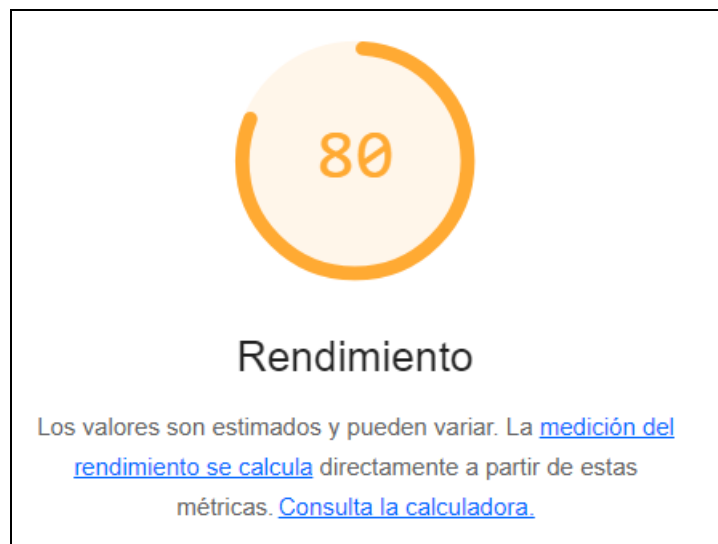 80
Rendimiento
Los valores son estimados y pueden variar. La medición del
rendimiento se calcula directamente a partir de estas
métricas. Consulta la calculadora.